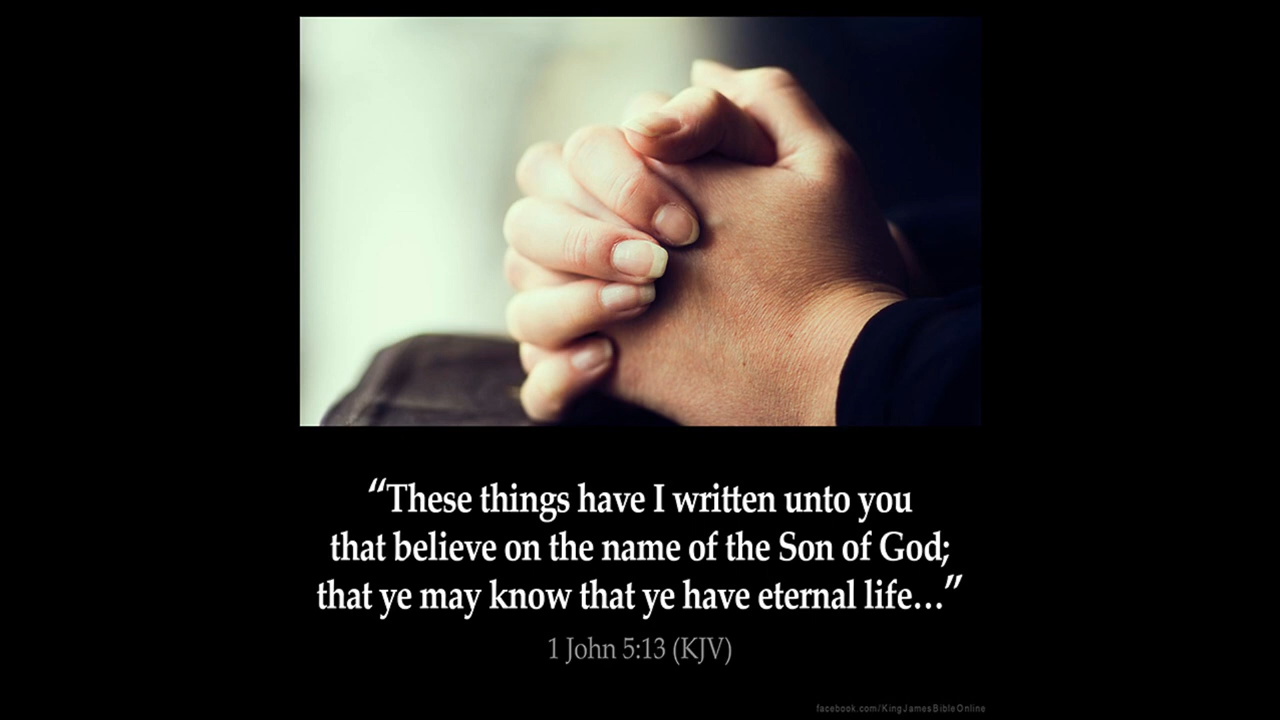 “These things have I written unto you
that believe on the name of the Son of God;
that ye may know that ye have eternal life...”
1 John 5:13 (KJV)
facebook.com/KingJamesBibleOnline